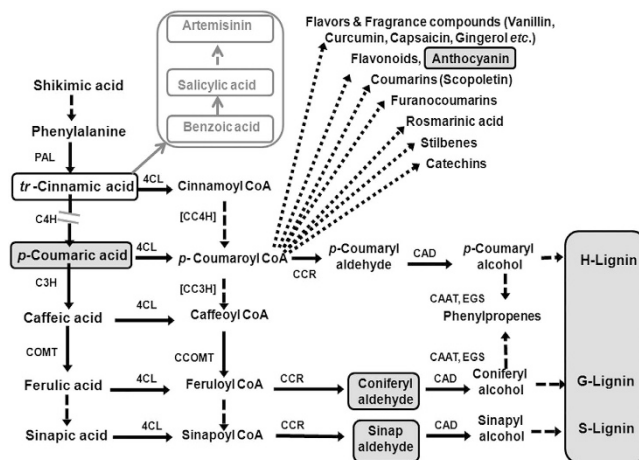 Artemisinin
Salicylic acid
Benzoic acid
Flavors & Fragrance compounds (Vanillin,
Curcumin, Capsaicin, Gingerol etc.)
Flavonoids, Anthocyanin
Coumarins (Scopoletin)
Furanocoumarins
Rosmarinic acid
Stilbenes
Catechins
Shikimic acid
Phenylalanine
PAL
tr-Cinnamic acid
4CL
Cinnamoyl CoA
C4H
[CC4H]
p-Coumaric acid
4CL
p- Coumaroyl CoA
CCR
p-Coumaryl
aldehyde
CAD
p-Coumaryl
alcohol
H-Lignin
C3H
[CC3H]
CAAT, EGS
Phenylpropenes
Caffeic acid
4CL
Caffeoyl CoA
COMT
CCOMT
CAAT, EGS
Ferulic acid
4CL
Feruloyl CoA
CCR
Coniferyl
aldehyde
CAD
Coniferyl
alcohol
G-Lignin
Sinapic acid
4CL
Sinapoyl CoA
CCR
Sinap
aldehyde
CAD
Sinapyl
alcohol
S-Lignin